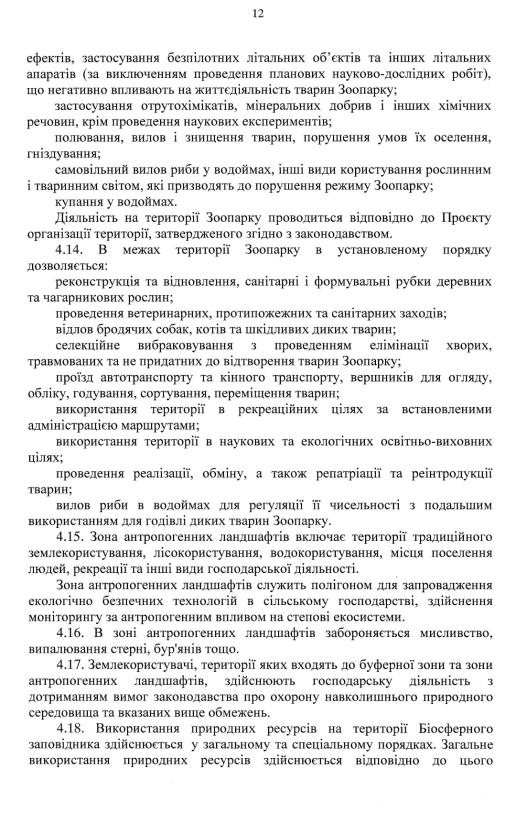 12
ефектів, застосування безпілотних літальних об’єктів та інших літальних
апаратів (за виключенням проведення планових науково-дослідних робіт),
що негативно впливають на життєдіяльність тварин Зоопарку;
застосування отрутохімікатів, мінеральних добрив і інших хімічних
речовин, крім проведення наукових експериментів;
полювання, вилов і знищення тварин, порушення умов їх оселення,
гніздування;
самовільний вилов риби у водоймах, інші види користування рослинним
і тваринним світом, які призводять до порушення режиму Зоопарку;
купання у водоймах.
Діяльність на території Зоопарку проводиться відповідно до Проєкту
організації території, затвердженого згідно з законодавством.
4.14. В межах території Зоопарку в установленому порядку
дозволяється:
реконструкція та відновлення, санітарні і формувальні рубки деревних
та чагарникових рослин;
проведення ветеринарних, протипожежних та санітарних заходів;
відлов бродячих собак, котів та шкідливих диких тварин;
селекційне вибраковування з проведенням елімінації хворих,
травмованих та не придатних до відтворення тварин Зоопарку;
проїзд автотранспорту та кінного транспорту, вершників для огляду,
обліку, годування, сортування, переміщення тварин;
використання території в рекреаційних цілях за встановленими
адміністрацією маршрутами;
використання території в наукових та екологічних освітньо-виховних
цілях;
проведення реалізації, обміну, а також репатріації та реінтродукції
тварин;
вилов риби в водоймах для регуляції її чисельності з подальшим
використанням для годівлі диких тварин Зоопарку.
4.15. Зона антропогенних ландшафтів включає території традиційного
землекористування, лісокористування, водокористування, місця поселення
людей, рекреації та інші види господарської діяльності.
Зона антропогенних ландшафтів служить полігоном для запровадження
екологічно безпечних технологій в сільському господарстві, здійснення
моніторингу за антропогенним впливом на степові екосистеми.
4.16. В зоні антропогенних ландшафтів забороняється мисливство,
випалювання стерні, бур'янів тощо.
4.17. Землекористувачі, території яких входять до буферної зони та зони
антропогенних ландшафтів, здійснюють господарську діяльність з
дотриманням вимог законодавства про охорону навколишнього природного
середовища та вказаних вище обмежень.
4.18. Використання природних ресурсів на території Біосферного
заповідника здійснюється у загальному та спеціальному порядках. Загальне
використання природних ресурсів здійснюється відповідно до цього